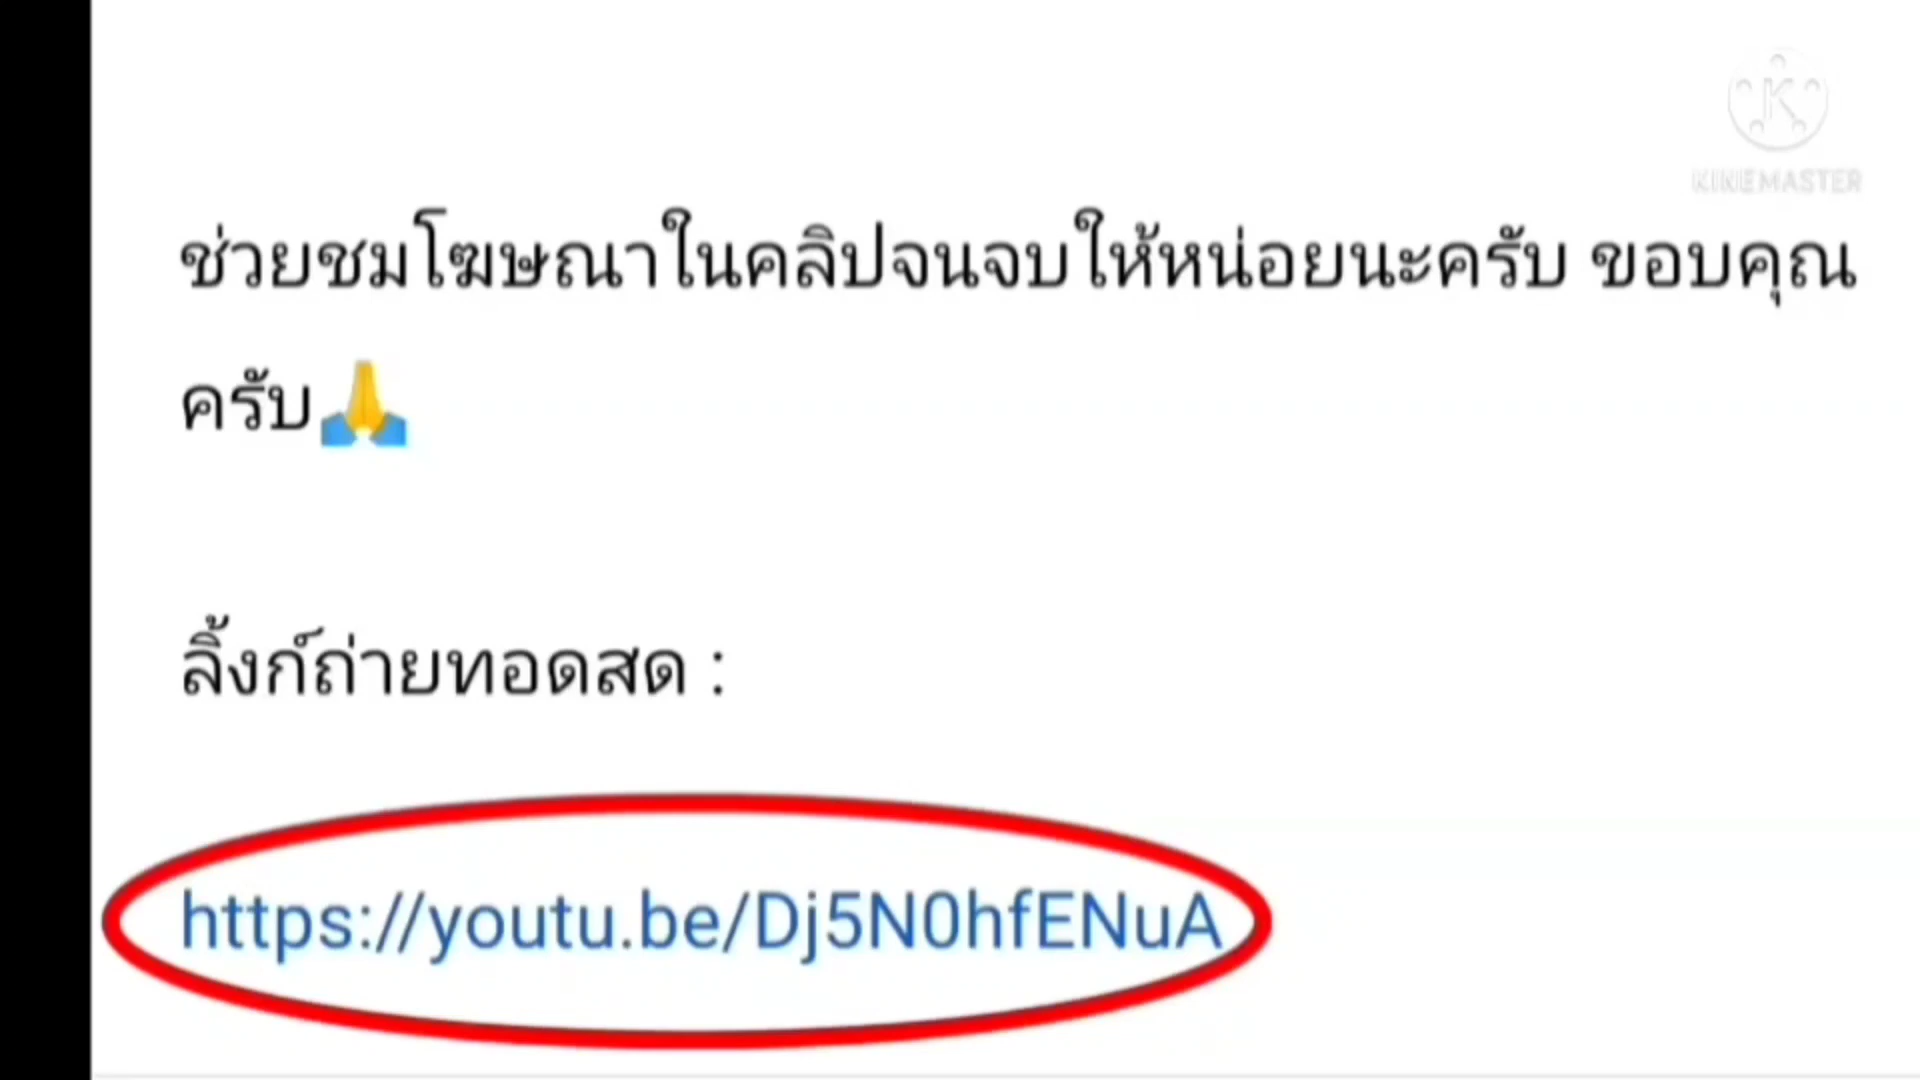 KINEMASTER
ช่วยชมโฆษณาในคลิปจนจบให้หน่อยนะครับ ขอบคุณ
ครับ🙏
ลิ้งก์ถ่ายทอดสด :
https://youtu.be/Dj5N0hfENuA